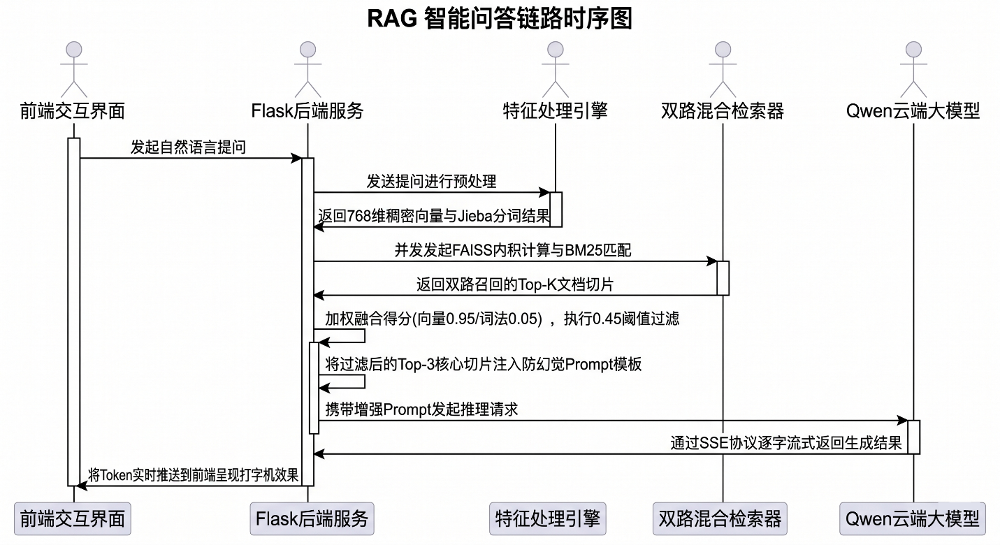 RAG 智能问答链路时序图
前端交互界面
Flask后端服务
特征处理引擎
双路混合检索器
Qwen云端大模型
发起自然语言提问
发送提问进行预处理
返回768维稠密向量与Jieba分词结果
并发发起FAISS内积计算与BM25匹配
返回双路召回的Top-K文档切片
加权融合得分(向量0.95/词法0.05) ，执行0.45阈值过滤
将过滤后的Top-3核心切片注入防幻觉Prompt模板
携带增强Prompt发起推理请求
通过SSE协议逐字流式返回生成结果
将Token实时推送到前端呈现打字机效果
前端交互界面
Flask后端服务
特征处理引擎
双路混合检索器
Qwen云端大模型